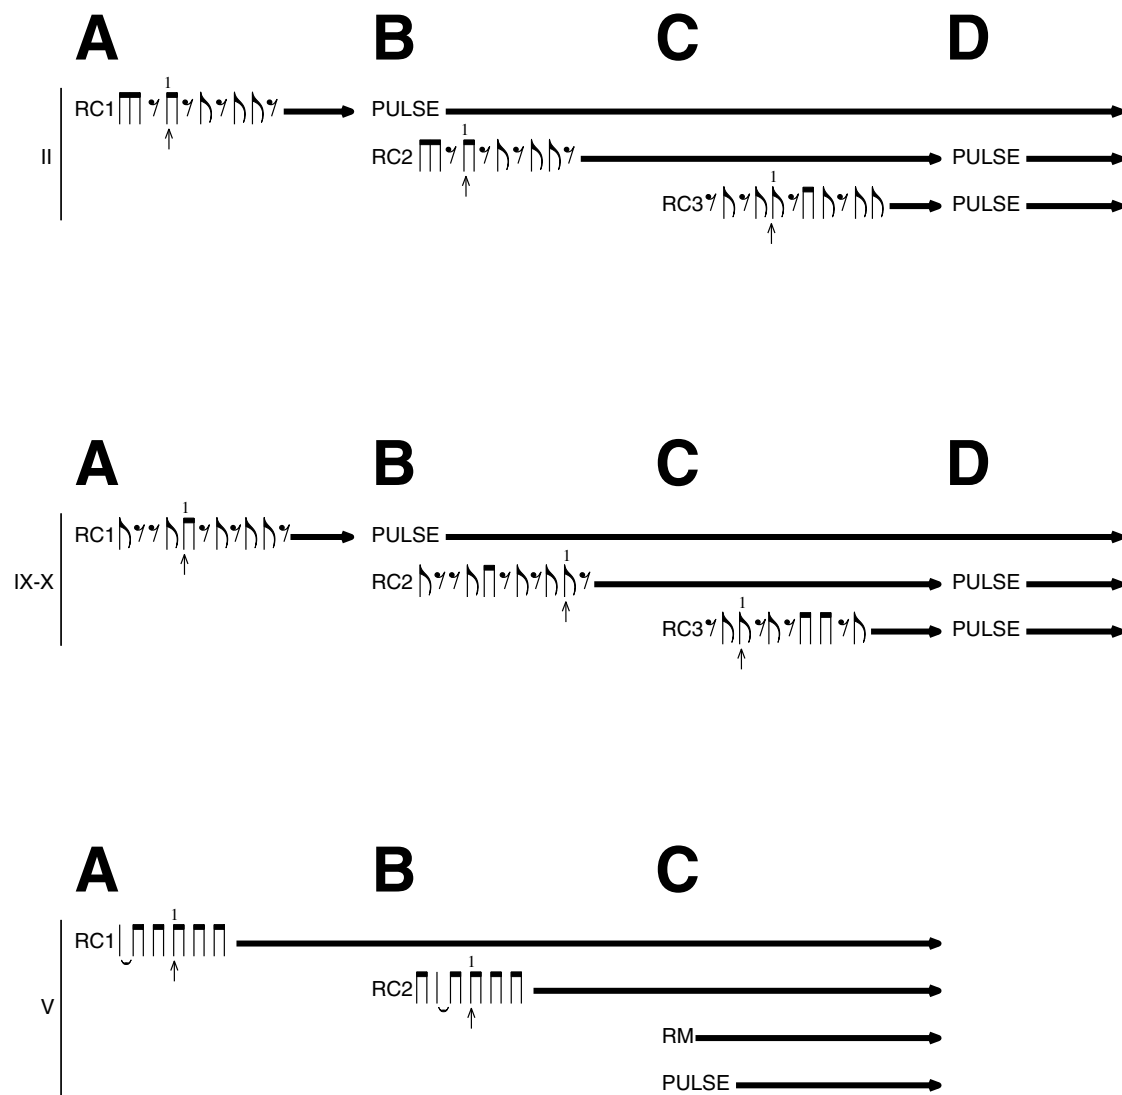 A B C D
1
RC1 PULSE
1
II RC2 PULSE
1
RC3 PULSE
A B C D
1
RC1 PULSE
1
IX-X RC2 PULSE
1
RC3 PULSE
A B C
1
RC1
1
RC2
V
RM
PULSE